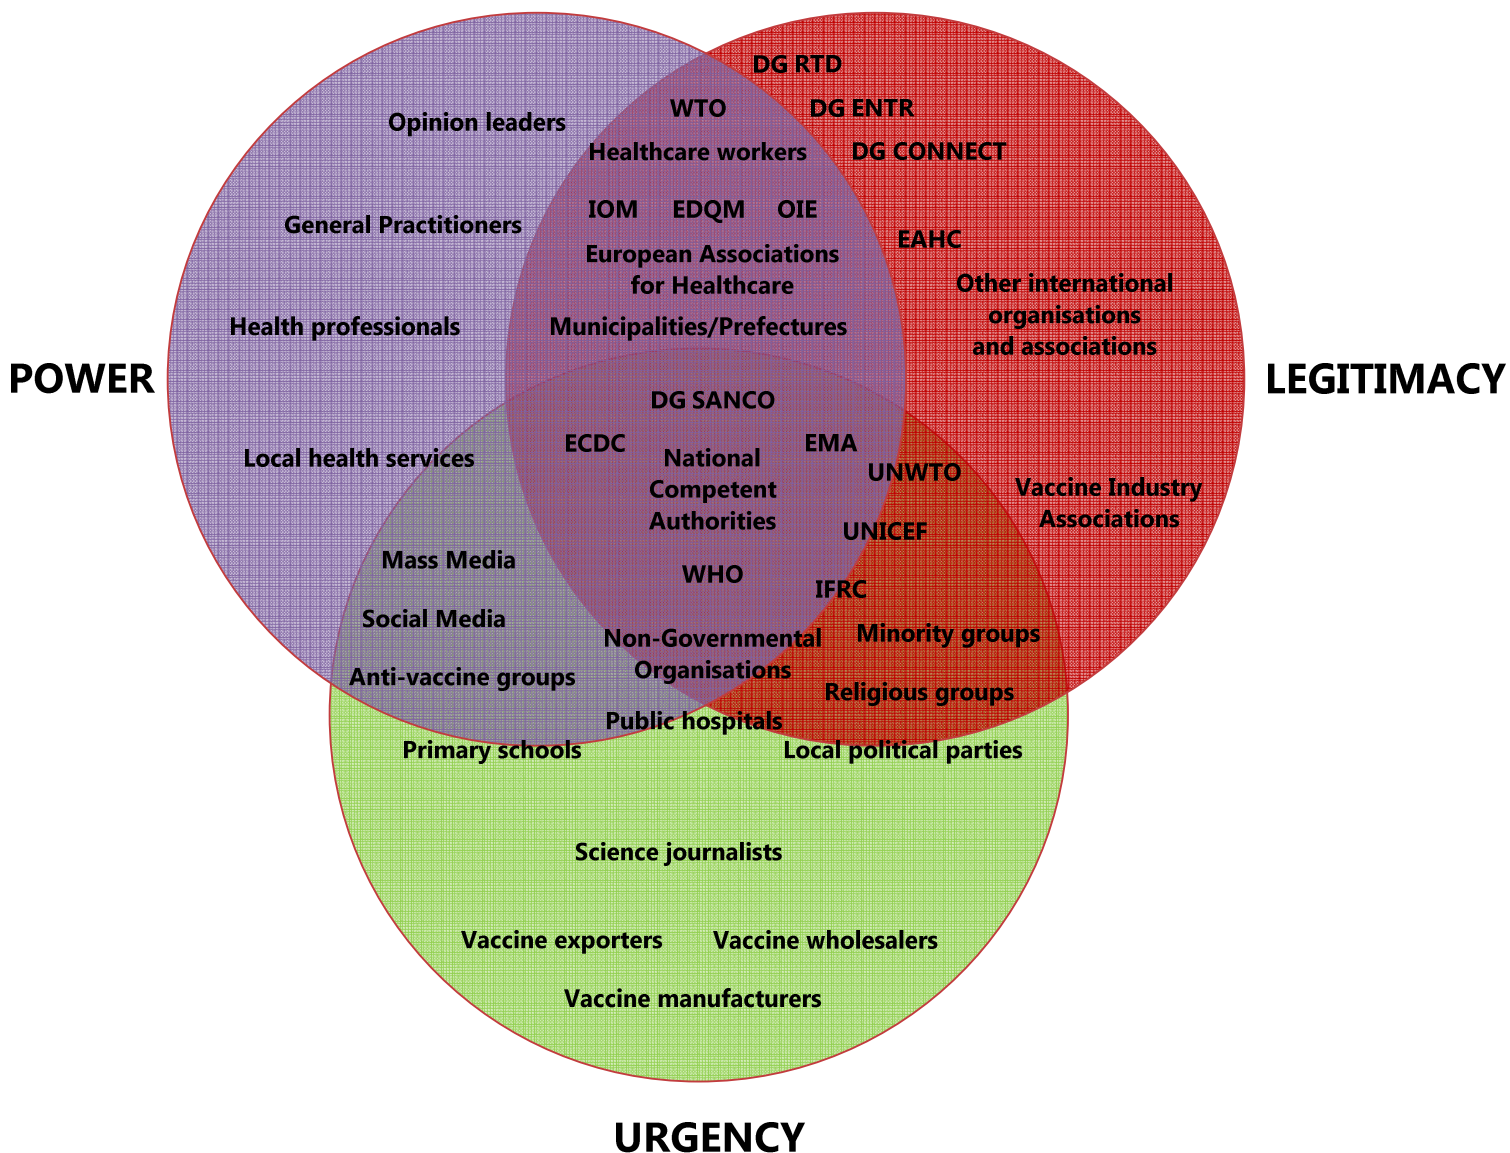 DG RTD
WTO
DG ENTR
Opinion leaders
Healthcare workers
DG CONNECT
IOM
EDQM
OIE
General Practitioners
EAHC
European Associations
for Healthcare
Other international
organisations
and associations
Health professionals
Municipalities/Prefectures
POWER
LEGITIMACY
DG SANCO
ECDC
EMA
National
Competent
Authorities
Local health services
UNWTO
Vaccine Industry
Associations
UNICEF
Mass Media
WHO
IFRC
Social Media
Non-Governmental
Organisations
Minority groups
Anti-vaccine groups
Religious groups
Public hospitals
Primary schools
Local political parties
Science journalists
Vaccine exporters
Vaccine wholesalers
Vaccine manufacturers
URGENCY